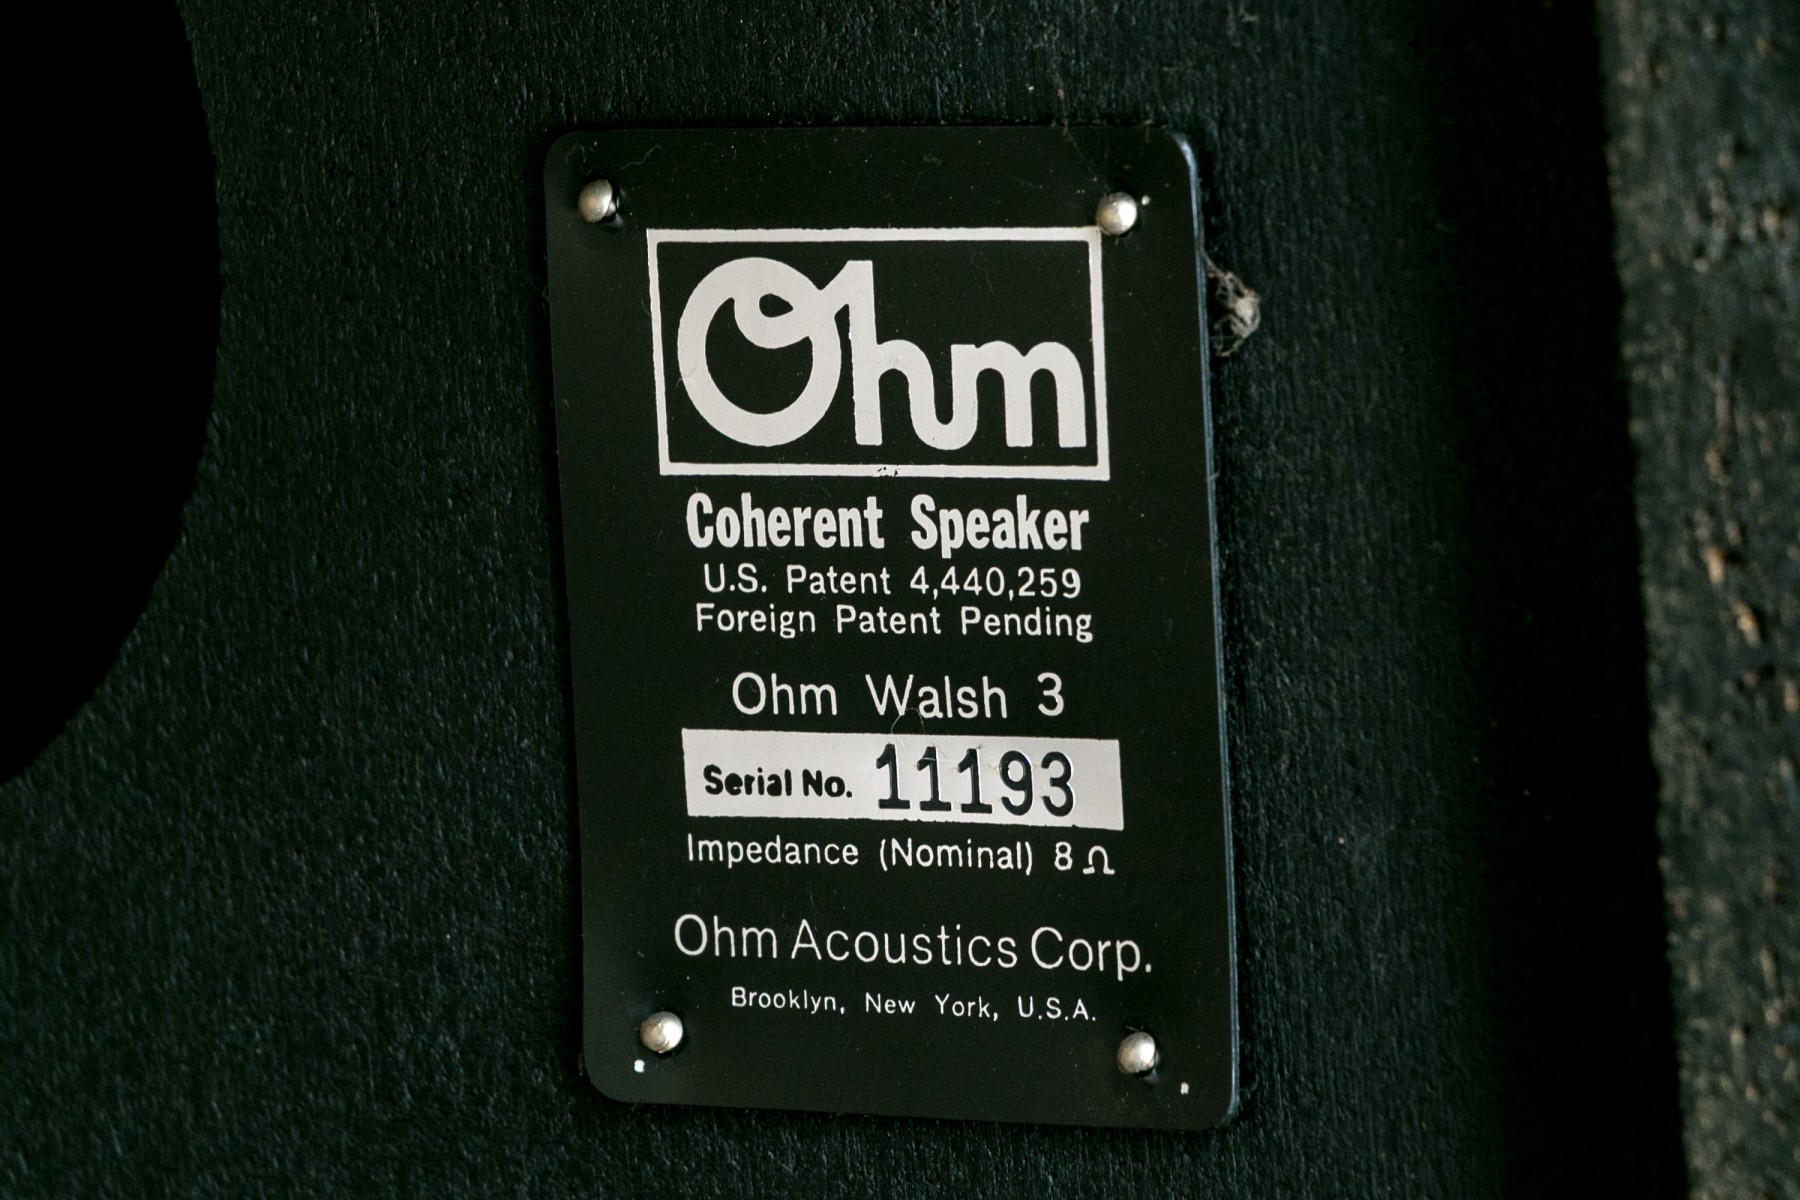 Ohm
Coherent Speaker
U.S. Patent 4,440,259
Foreign Patent Pending
Ohm Walsh 3
Serial No. 11193
Impedance (Nominal) 8 Ω
Ohm Acoustics Corp.
Brooklyn, New York, U.S.A.